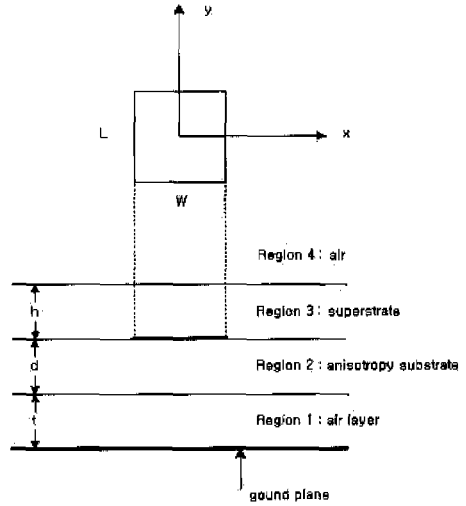 y
L
x
W
Region 4 : air
h
Region 3 : superstrate
d
Region 2 : anisotropy substrate
t
Region 1 : air layer
gound plane